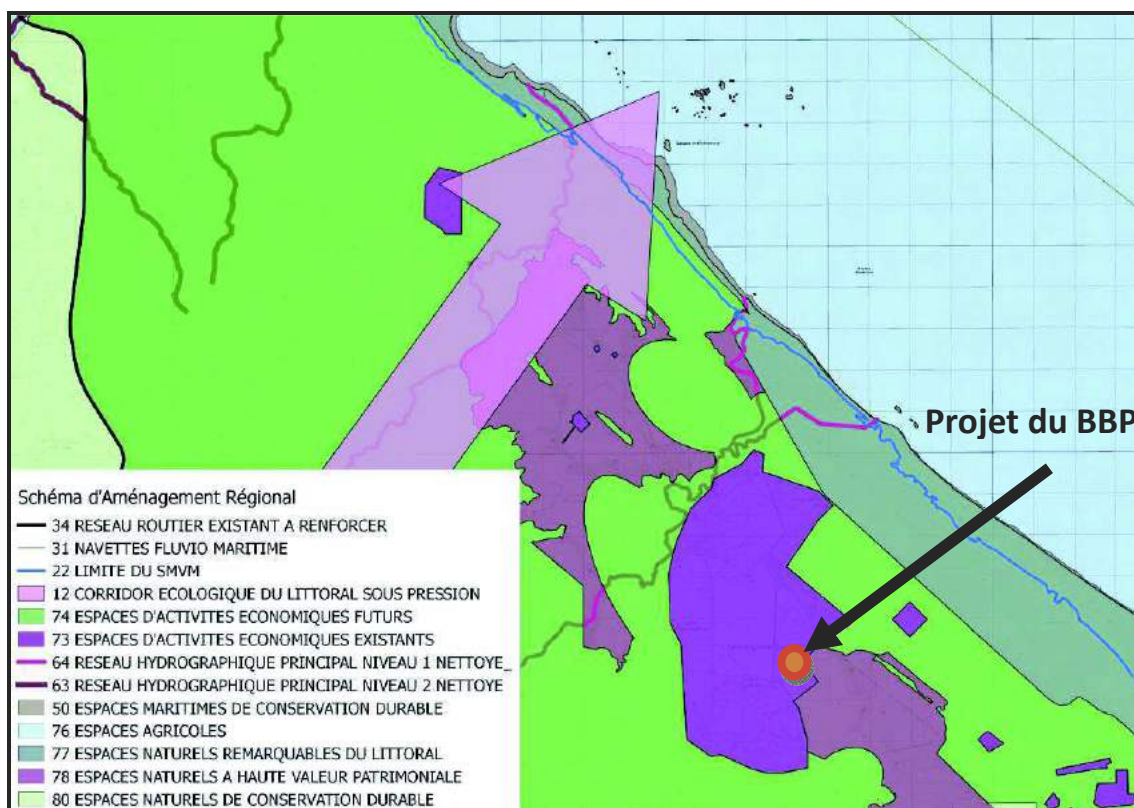 Projet du BBP
Schéma d'Aménagement Régional
34 RESEAU ROUTIER EXISTANT A RENFORCER
31 NAVETTES FLUVIO MARITIME
22 LIMITE DU SMVM
12 CORRIDOR ECOLOGIQUE DU LITTORAL SOUS PRESSION
74 ESPACES D'ACTIVITES ECONOMIQUES FUTURS
73 ESPACES D'ACTIVITES ECONOMIQUES EXISTANTS
64 RESEAU HYDROGRAPHIQUE PRINCIPAL NIVEAU 1 NETTOYE_
63 RESEAU HYDROGRAPHIQUE PRINCIPAL NIVEAU 2 NETTOYE
50 ESPACES MARITIMES DE CONSERVATION DURABLE
76 ESPACES AGRICOLES
77 ESPACES NATURELS REMARQUABLES DU LITTORAL
78 ESPACES NATURELS A HAUTE VALEUR PATRIMONIALE
80 ESPACES NATURELS DE CONSERVATION DURABLE